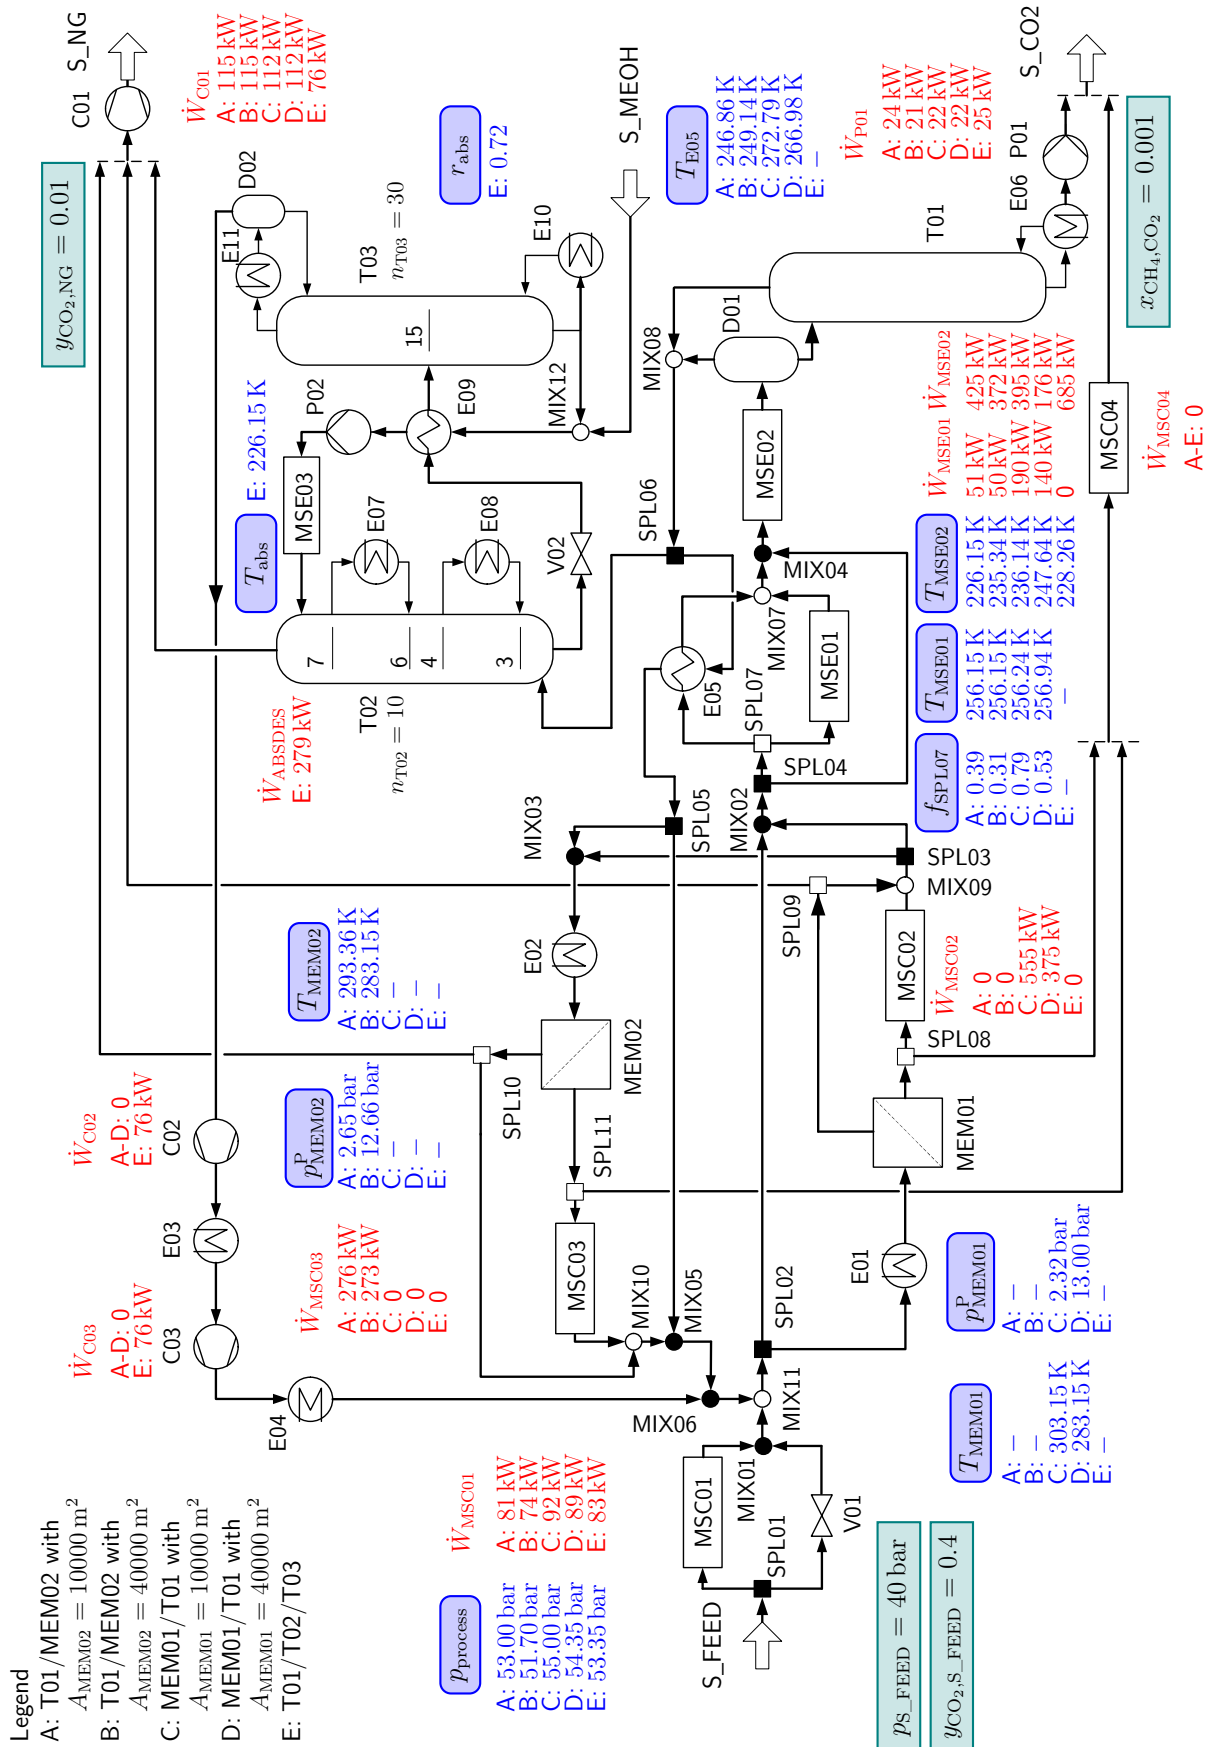 Legend
A: T01/MEM02 with
A_MEM02 = 10000 m²
B: T01/MEM02 with
A_MEM02 = 40000 m²
C: MEM01/T01 with
A_MEM01 = 10000 m²
D: MEM01/T01 with
A_MEM01 = 40000 m²
E: T01/T02/T03
Ẇ_C03
A-D: 0
E: 76 kW
C03
E03
Ẇ_C02
A-D: 0
E: 76 kW
C02
y_CO₂,NG = 0.01
C01
S_NG
Ẇ_C01
A: 115 kW
B: 115 kW
C: 112 kW
D: 112 kW
E: 76 kW
E04
Ẇ_MSC03
A: 276 kW
B: 273 kW
C: 0
D: 0
E: 0
p^P_MEM02
A: 2.65 bar
B: 12.66 bar
C: –
D: –
E: –
T_MEM02
A: 293.36 K
B: 283.15 K
C: –
D: –
E: –
Ẇ_ABSDES
E: 279 kW
T02
n_T02 = 10
7
6
4
3
T_abs
E: 226.15 K
MSE03
P02
E07
E08
V02
E09
MIX12
E11
D02
T03
n_T03 = 30
15
E10
r_abs
E: 0.72
S_MEOH
p_process
A: 53.00 bar
B: 51.70 bar
C: 55.00 bar
D: 54.35 bar
E: 53.35 bar
Ẇ_MSC01
A: 81 kW
B: 74 kW
C: 92 kW
D: 89 kW
E: 83 kW
MIX06
MSC03
MIX10
MIX05
SPL10
SPL11
MEM02
E02
MIX03
SPL05
E05
SPL06
MIX08
D01
T_E05
A: 246.86 K
B: 249.14 K
C: 272.79 K
D: 266.98 K
E: –
S_FEED
SPL01
MSC01
MIX01
V01
MIX11
SPL02
MIX02
SPL04
SPL07
MSE01
MIX07
MIX04
MSE02
T01
Ẇ_P01
A: 24 kW
B: 21 kW
C: 22 kW
D: 22 kW
E: 25 kW
E06
P01
S_CO2
p_S_FEED = 40 bar
y_CO₂,S_FEED = 0.4
E01
MEM01
SPL08
MSC02
SPL09
MIX09
SPL03
Ẇ_MSC02
A: 0
B: 0
C: 555 kW
D: 375 kW
E: 0
T_MEM01
A: –
B: –
C: 303.15 K
D: 283.15 K
E: –
p^P_MEM01
A: –
B: –
C: 2.32 bar
D: 13.00 bar
E: –
f_SPL07
A: 0.39
B: 0.31
C: 0.79
D: 0.53
E: –
T_MSE01
256.15 K
256.15 K
256.24 K
256.94 K
–
T_MSE02
226.15 K
235.34 K
236.14 K
247.64 K
228.26 K
Ẇ_MSE01
51 kW
50 kW
190 kW
140 kW
0
Ẇ_MSE02
425 kW
372 kW
395 kW
176 kW
685 kW
MSC04
Ẇ_MSC04
A-E: 0
x_CH₄,CO₂ = 0.001